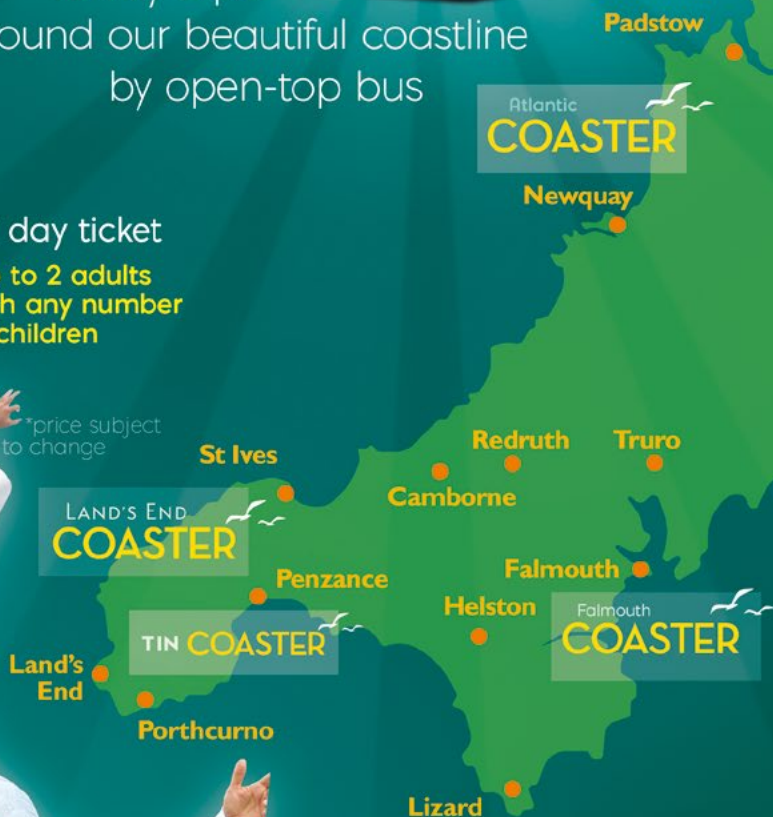 ound our beautiful coastline
by open-top bus
Padstow
Atlantic
COASTER
Newquay
day ticket
to 2 adults
h any number
children
*price subject
to change
St Ives
Redruth
Truro
Camborne
LAND'S END
COASTER
Penzance
Falmouth
Helston
Falmouth
COASTER
TIN COASTER
Land's
End
Porthcurno
Lizard